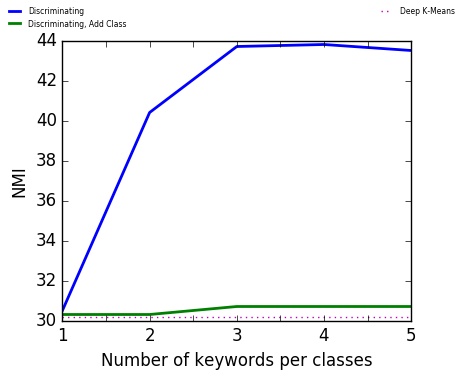 Discriminating
Discriminating, Add Class
Deep K-Means
44
42
40
38
36
34
32
30
NMI
1 2 3 4 5
Number of keywords per classes